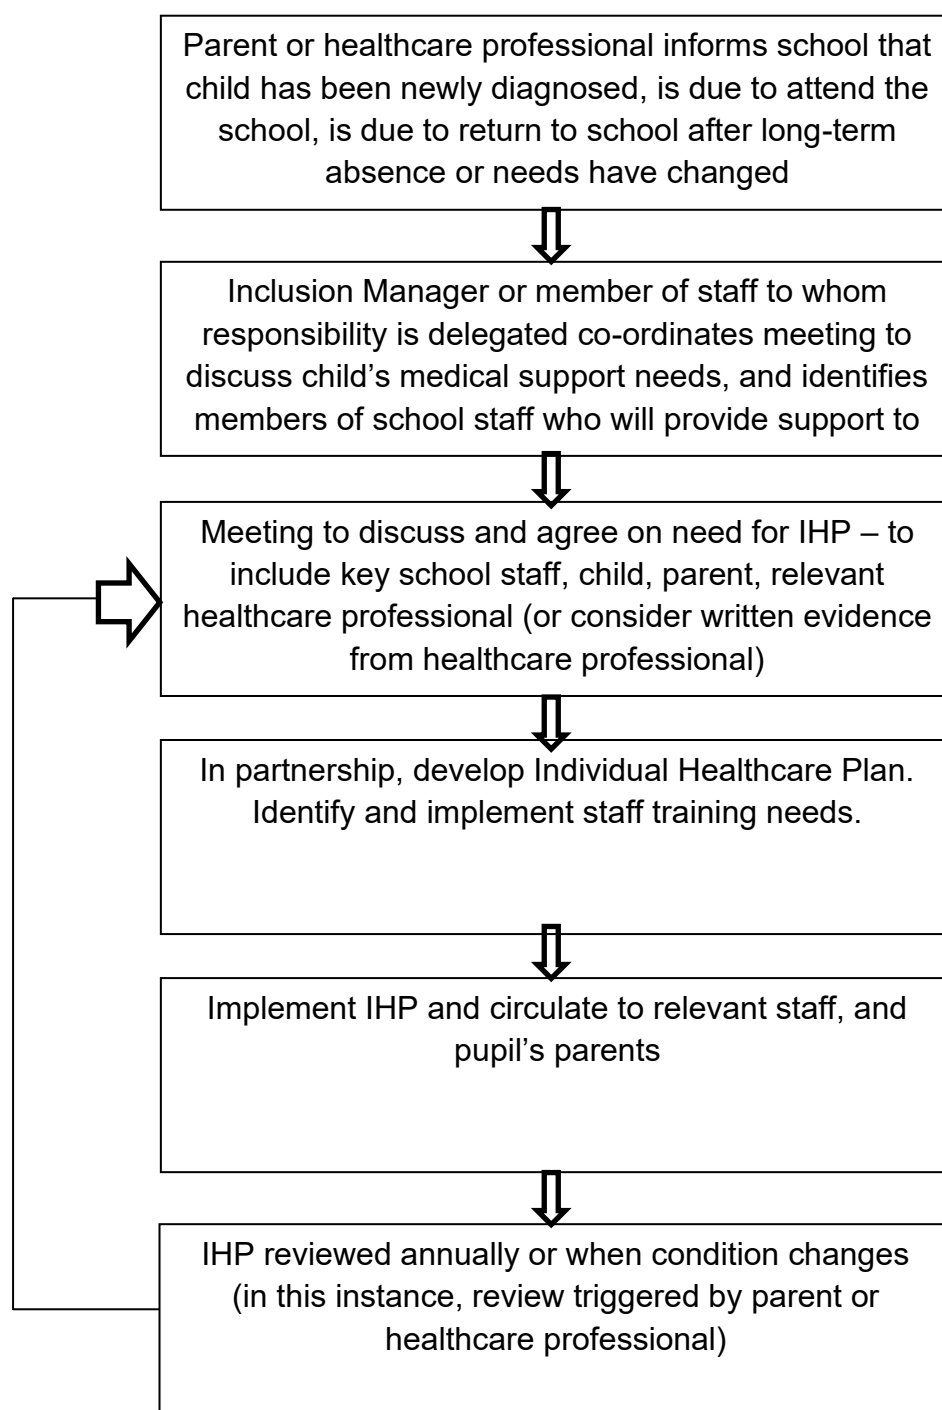 Parent or healthcare professional informs school that
child has been newly diagnosed, is due to attend the
school, is due to return to school after long-term
absence or needs have changed
Inclusion Manager or member of staff to whom
responsibility is delegated co-ordinates meeting to
discuss child’s medical support needs, and identifies
members of school staff who will provide support to
Meeting to discuss and agree on need for IHP – to
include key school staff, child, parent, relevant
healthcare professional (or consider written evidence
from healthcare professional)
In partnership, develop Individual Healthcare Plan.
Identify and implement staff training needs.
Implement IHP and circulate to relevant staff, and
pupil’s parents
IHP reviewed annually or when condition changes
(in this instance, review triggered by parent or
healthcare professional)